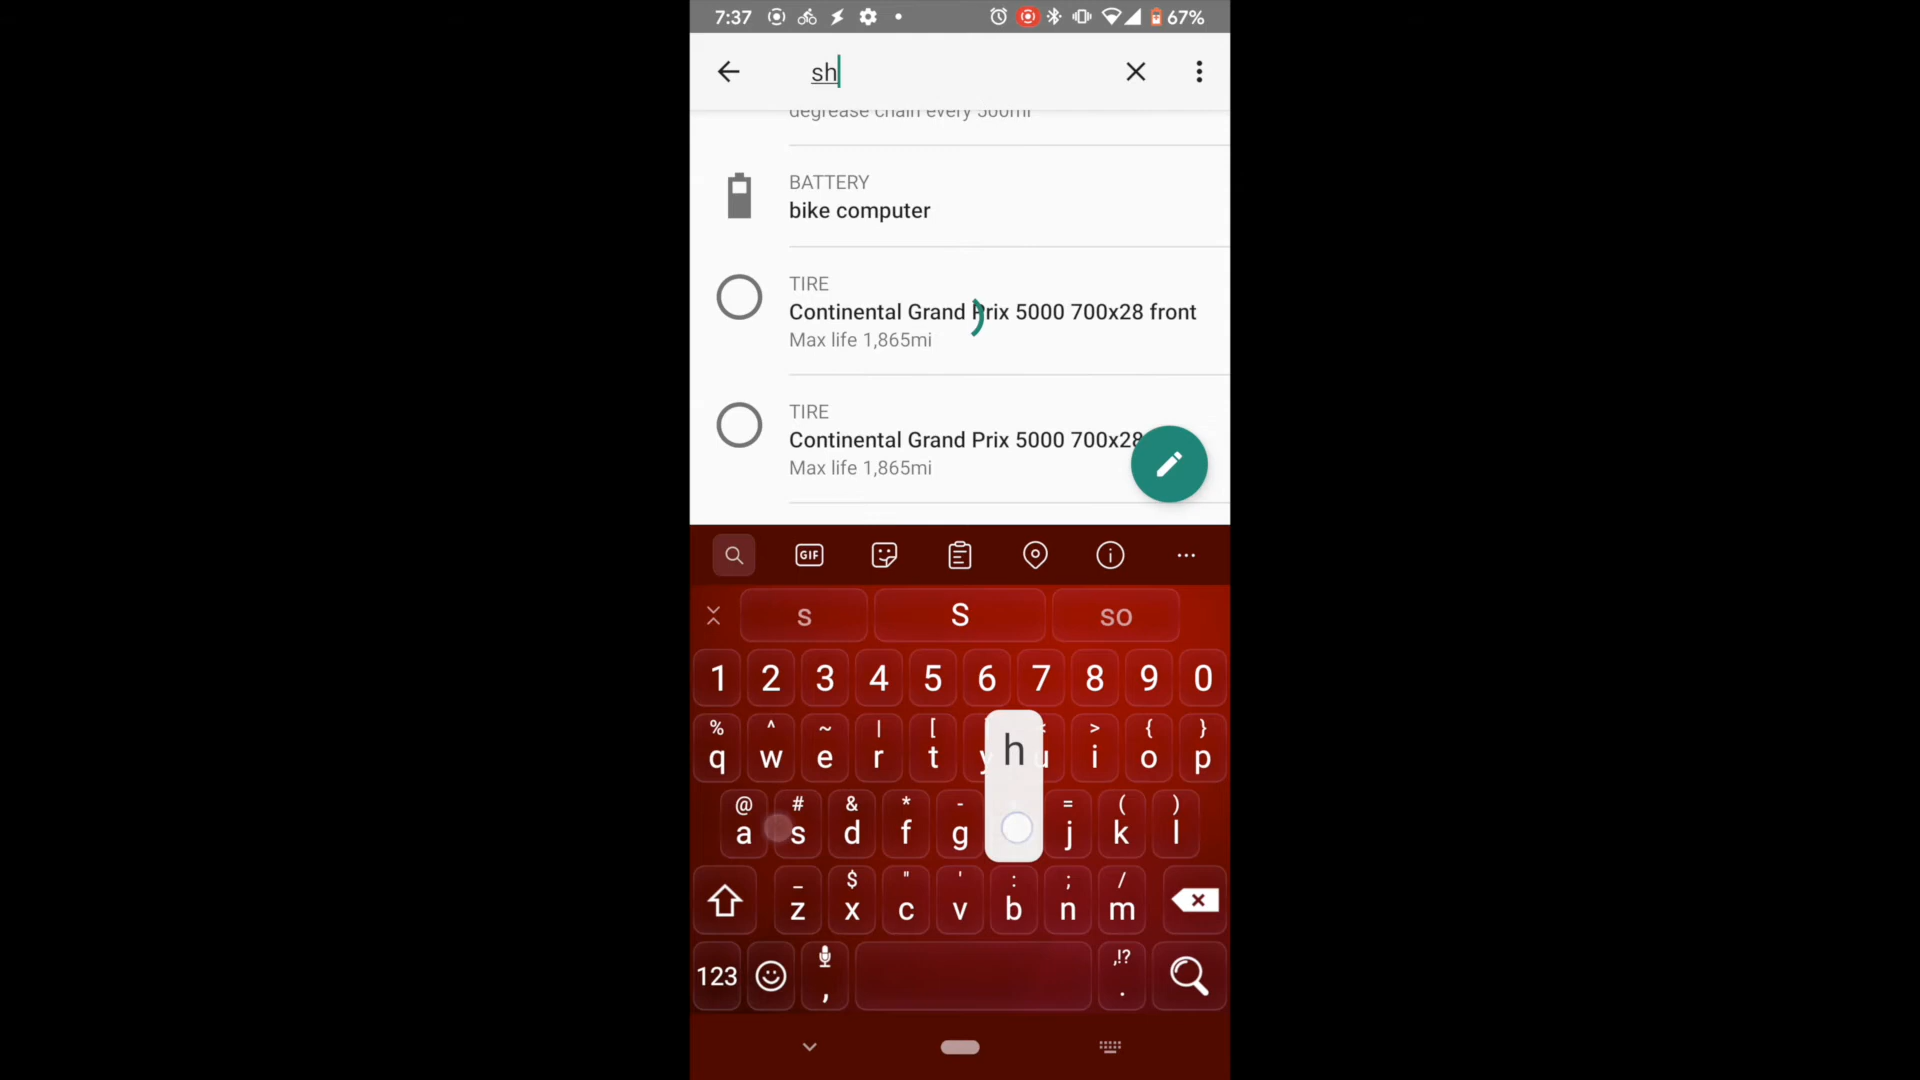 7:37 67%
sh
degrease chain every 500mi
BATTERY
bike computer
TIRE
Continental Grand Prix 5000 700x28 front
Max life 1,865mi
TIRE
Continental Grand Prix 5000 700x28
Max life 1,865mi
GIF
s S so
1 2 3 4 5 6 7 8 9 0
% ^ ~ | [ < > { }
q w e r t y u i o p
h
@ # & * - = ( )
a s d f g j k l
_ $ " ' : ; /
z x c v b n m
,!?
123 , .